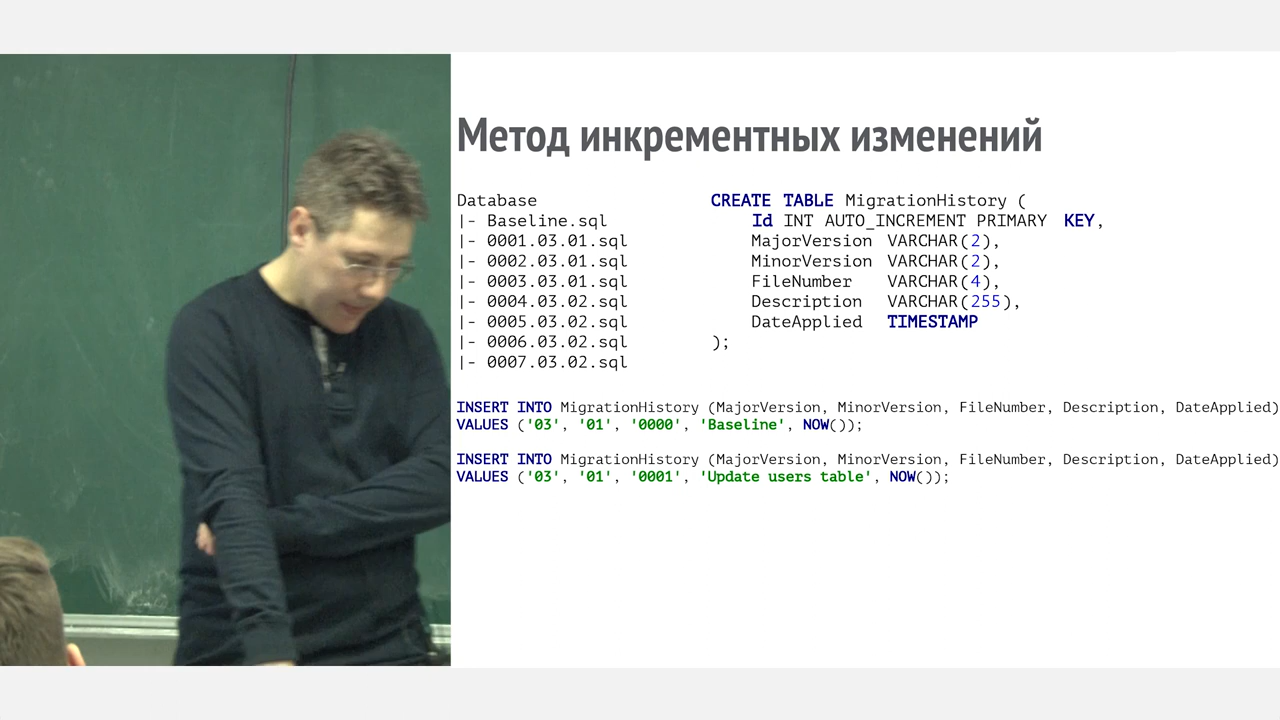 Метод инкрементных изменений
Database
|- Baseline.sql
|- 0001.03.01.sql
|- 0002.03.01.sql
|- 0003.03.01.sql
|- 0004.03.02.sql
|- 0005.03.02.sql
|- 0006.03.02.sql
|- 0007.03.02.sql
CREATE TABLE MigrationHistory (
Id INT AUTO_INCREMENT PRIMARY KEY,
MajorVersion VARCHAR(2),
MinorVersion VARCHAR(2),
FileNumber VARCHAR(4),
Description VARCHAR(255),
DateApplied TIMESTAMP
);
INSERT INTO MigrationHistory (MajorVersion, MinorVersion, FileNumber, Description, DateApplied)
VALUES ('03', '01', '0000', 'Baseline', NOW());
INSERT INTO MigrationHistory (MajorVersion, MinorVersion, FileNumber, Description, DateApplied)
VALUES ('03', '01', '0001', 'Update users table', NOW());